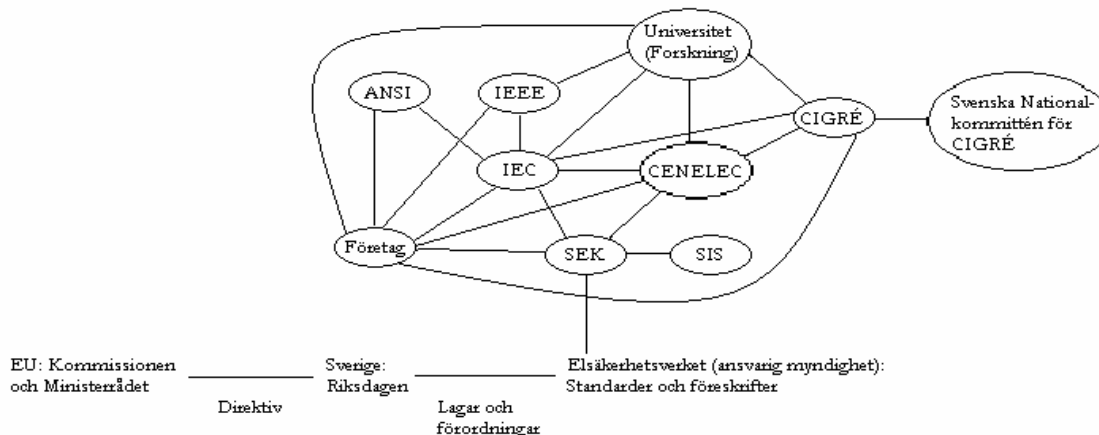 Universitet
(Forskning)
ANSI
IEEE
CIGRÉ
Svenska National-
kommittén för
CIGRÉ
IEC
CENELEC
Företag
SEK
SIS
EU: Kommissionen
och Ministerrådet
Direktiv
Sverige:
Riksdagen
Lagar och
förordningar
Elsäkerhetsverket (ansvarig myndighet):
Standarder och föreskrifter